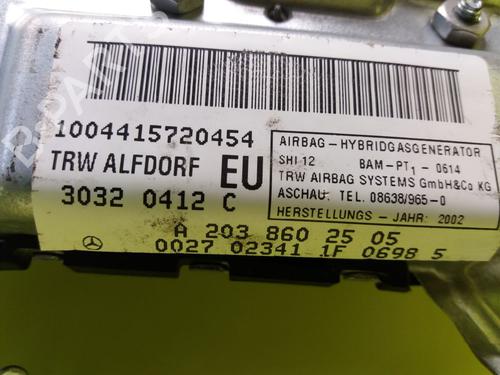 1004415720454
TRW ALFDORF EU
3032 0412 C
AIRBAG - HYBRIDGASGENERATOR
SHI 12 BAM-PT1 - 0614
TRW AIRBAG SYSTEMS GmbH&Co KG
ASCHAU. TEL. 08638/965-0
HERSTELLUNGS - JAHR: 2002
A 203 860 25 05
0027 02341 1F 0698 5